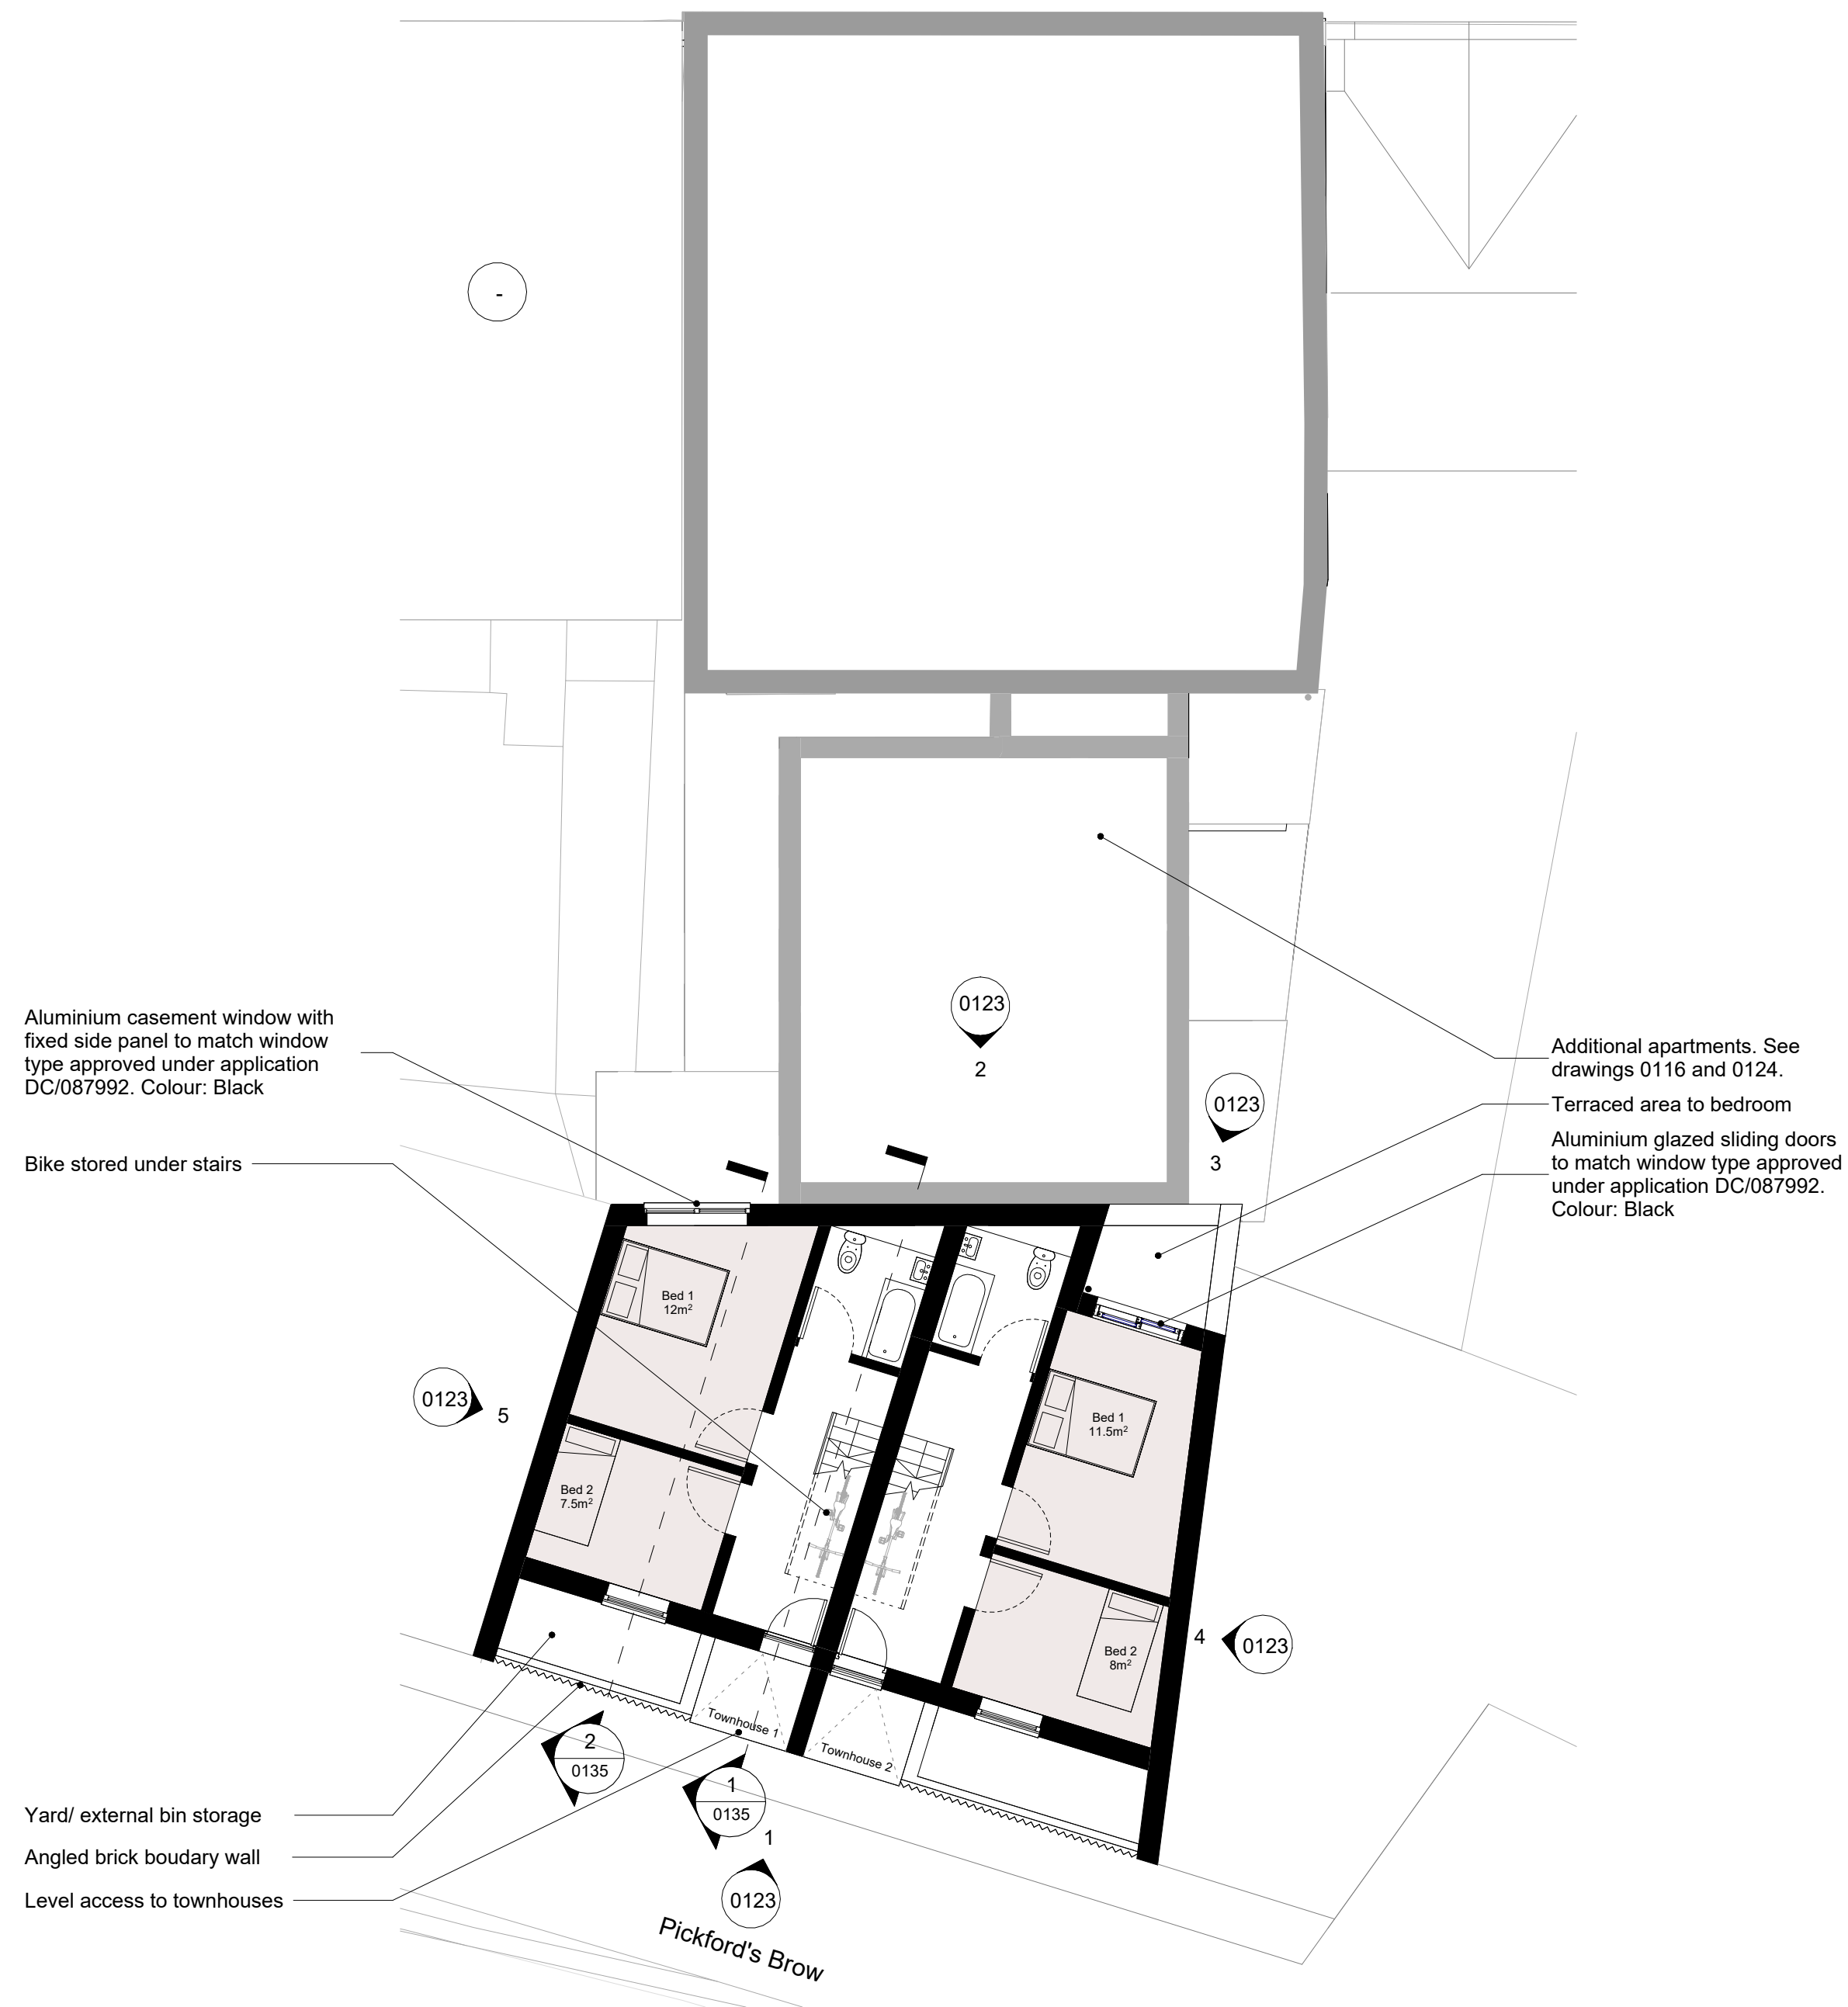 -
Aluminium casement window with
fixed side panel to match window
type approved under application
DC/087992. Colour: Black
Bike stored under stairs
0123
2
0123
3
Additional apartments. See
drawings 0116 and 0124.
Terraced area to bedroom
Aluminium glazed sliding doors
to match window type approved
under application DC/087992.
Colour: Black
Bed 1
12m²
Bed 2
7.5m²
Bed 1
11.5m²
Bed 2
8m²
0123
5
4
0123
Townhouse 1
Townhouse 2
2
0135
1
0135
1
0123
Yard/ external bin storage
Angled brick boudary wall
Level access to townhouses
Pickford's Brow